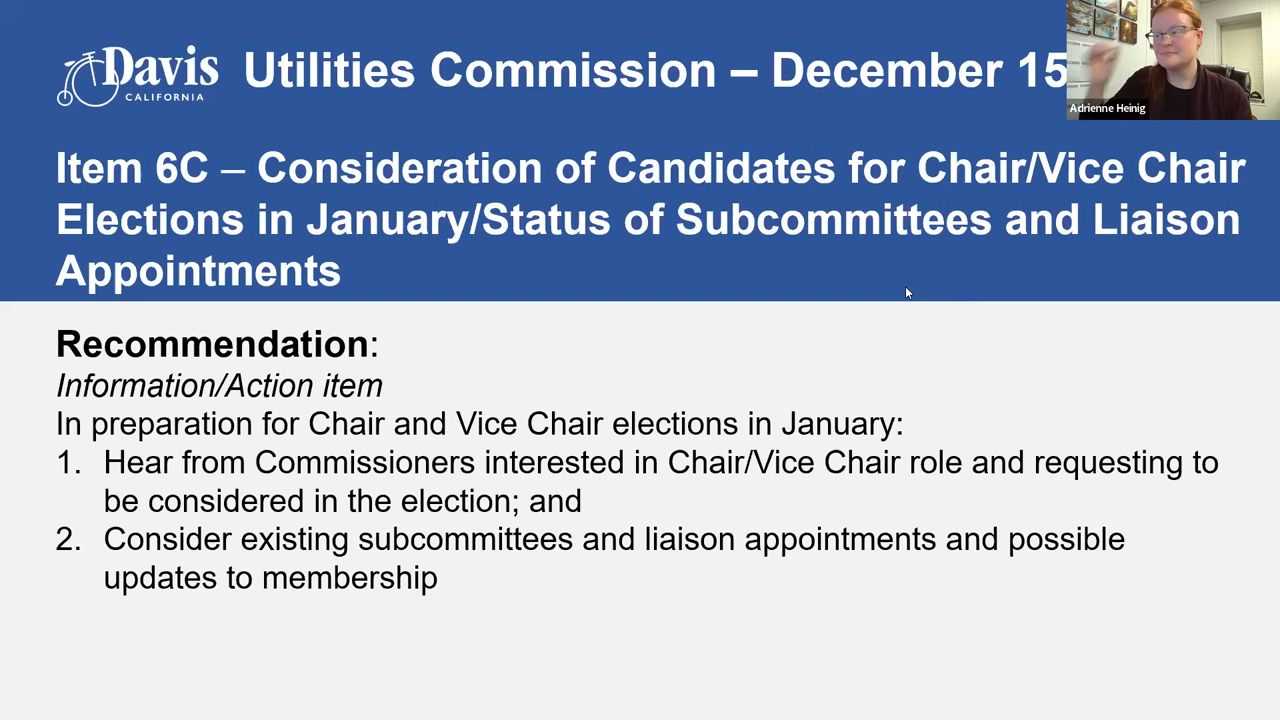 Davis
CALIFORNIA
Utilities Commission – December 15
Adrienne Heinig
Item 6C – Consideration of Candidates for Chair/Vice Chair
Elections in January/Status of Subcommittees and Liaison
Appointments
Recommendation:
Information/Action item
In preparation for Chair and Vice Chair elections in January:
1. Hear from Commissioners interested in Chair/Vice Chair role and requesting to
be considered in the election; and
2. Consider existing subcommittees and liaison appointments and possible
updates to membership